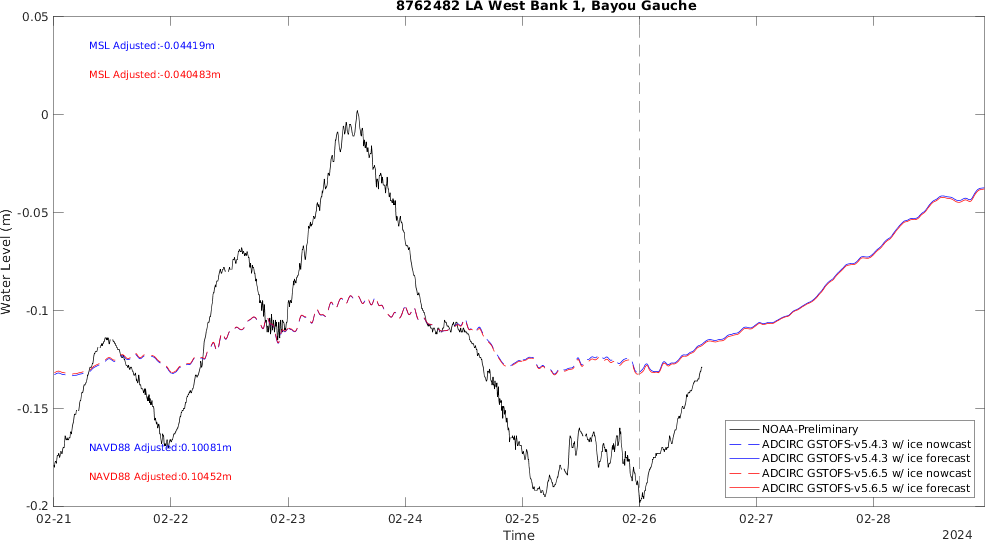 8762482 LA West Bank 1, Bayou Gauche
0.05
0
-0.05
-0.1
-0.15
-0.2
Water Level (m)
MSL Adjusted:-0.04419m
MSL Adjusted:-0.040483m
NAVD88 Adjusted:0.10081m
NAVD88 Adjusted:0.10452m
NOAA-Preliminary
ADCIRC GSTOFS-v5.4.3 w/ ice nowcast
ADCIRC GSTOFS-v5.4.3 w/ ice forecast
ADCIRC GSTOFS-v5.6.5 w/ ice nowcast
ADCIRC GSTOFS-v5.6.5 w/ ice forecast
02-21 02-22 02-23 02-24 02-25 02-26 02-27 02-28
Time
2024